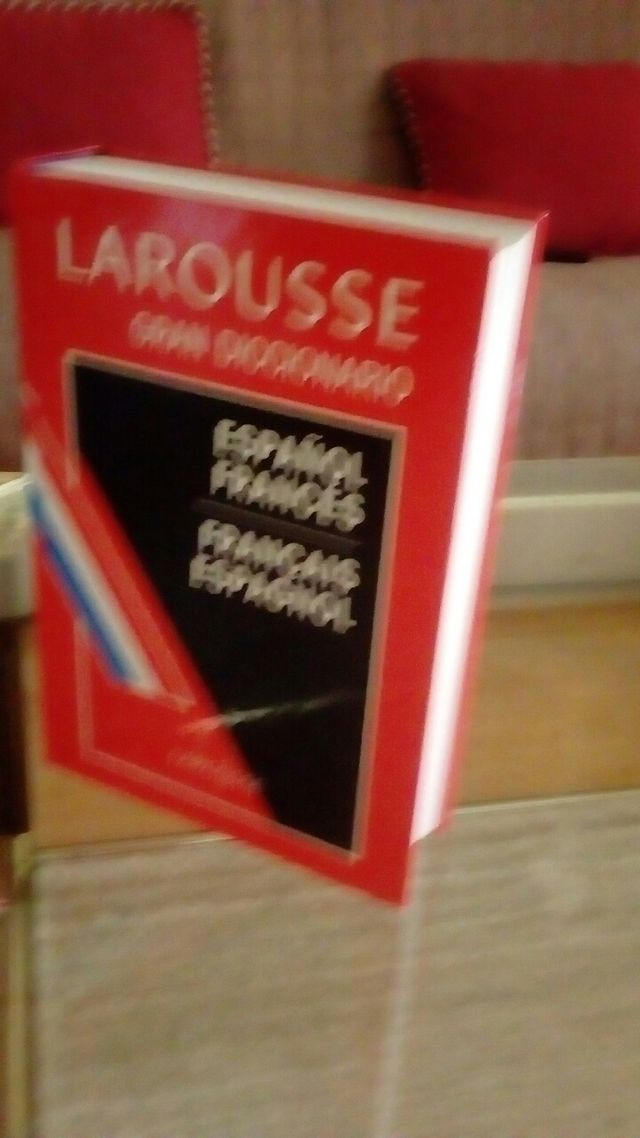 LAROUSSE
GRAN DICCIONARIO
ESPAÑOL
FRANCÉS
FRANÇAIS
ESPAGNOL